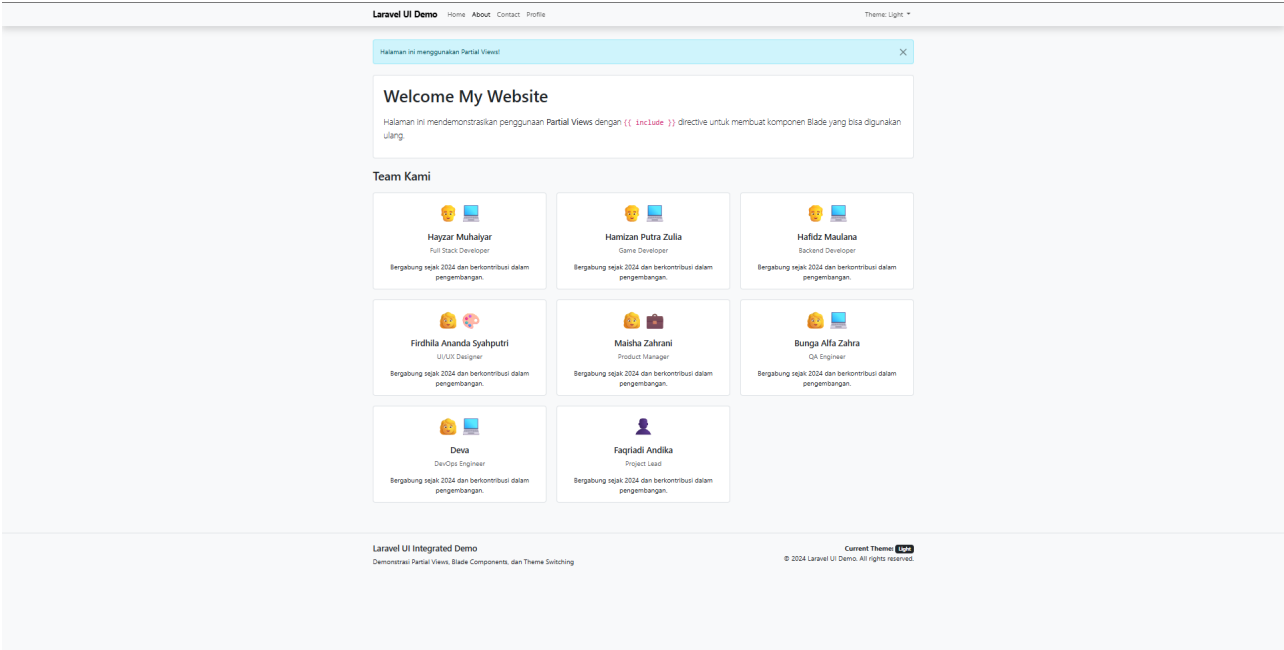 Laravel UI Demo Home About Contact Profile Theme: Light
Halaman ini menggunakan Partial Views!
Welcome My Website
Halaman ini mendemonstrasikan penggunaan Partial Views dengan {{ include }} directive untuk membuat komponen Blade yang bisa digunakan
ulang.
Team Kami
Hayzar Muhaiyar
Full Stack Developer
Bergabung sejak 2024 dan berkontribusi dalam
pengembangan.
Hamizan Putra Zulia
Game Developer
Bergabung sejak 2024 dan berkontribusi dalam
pengembangan.
Hafidz Maulana
Backend Developer
Bergabung sejak 2024 dan berkontribusi dalam
pengembangan.
Firdhila Ananda Syahputri
UI/UX Designer
Bergabung sejak 2024 dan berkontribusi dalam
pengembangan.
Maisha Zahrani
Product Manager
Bergabung sejak 2024 dan berkontribusi dalam
pengembangan.
Bunga Alfa Zahra
QA Engineer
Bergabung sejak 2024 dan berkontribusi dalam
pengembangan.
Deva
DevOps Engineer
Bergabung sejak 2024 dan berkontribusi dalam
pengembangan.
Faqriadi Andika
Project Lead
Bergabung sejak 2024 dan berkontribusi dalam
pengembangan.
Laravel UI Integrated Demo
Demonstrasi Partial Views, Blade Components, dan Theme Switching
Current Theme: Light
© 2024 Laravel UI Demo. All rights reserved.